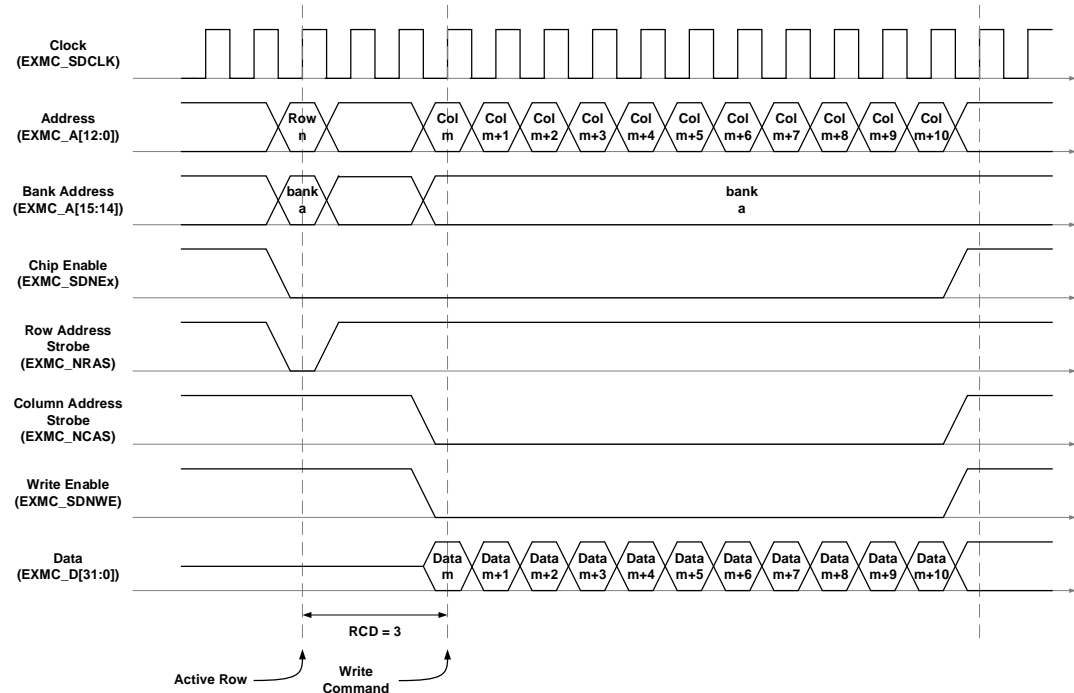 Clock
(EXMC_SDCLK)
Address
(EXMC_A[12:0])
Row
n
Col
m
Col
m+1
Col
m+2
Col
m+3
Col
m+4
Col
m+5
Col
m+6
Col
m+7
Col
m+8
Col
m+9
Col
m+10
Bank Address
(EXMC_A[15:14])
bank
a
bank
a
Chip Enable
(EXMC_SDNEx)
Row Address
Strobe
(EXMC_NRAS)
Column Address
Strobe
(EXMC_NCAS)
Write Enable
(EXMC_SDNWE)
Data
(EXMC_D[31:0])
Data
m
Data
m+1
Data
m+2
Data
m+3
Data
m+4
Data
m+5
Data
m+6
Data
m+7
Data
m+8
Data
m+9
Data
m+10
RCD = 3
Active Row
Write
Command